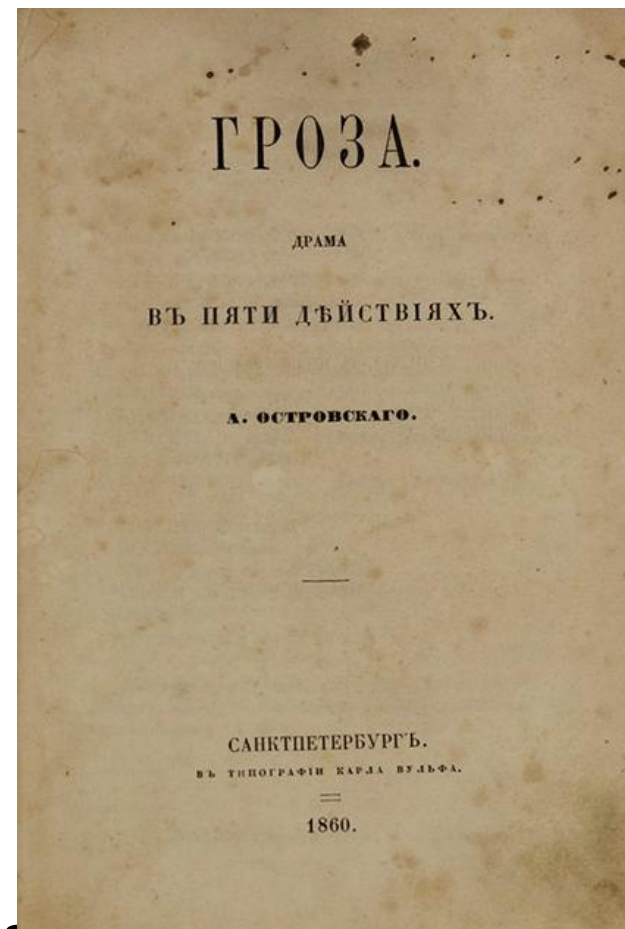 ГРОЗА.
ДРАМА
ВЪ ПЯТИ ДѢЙСТВІЯХЪ.
А. ОСТРОВСКАГО.
САНКТПЕТЕРБУРГЪ.
ВЪ ТИПОГРАФІИ КАРЛА ВУЛЬФА.
1860.